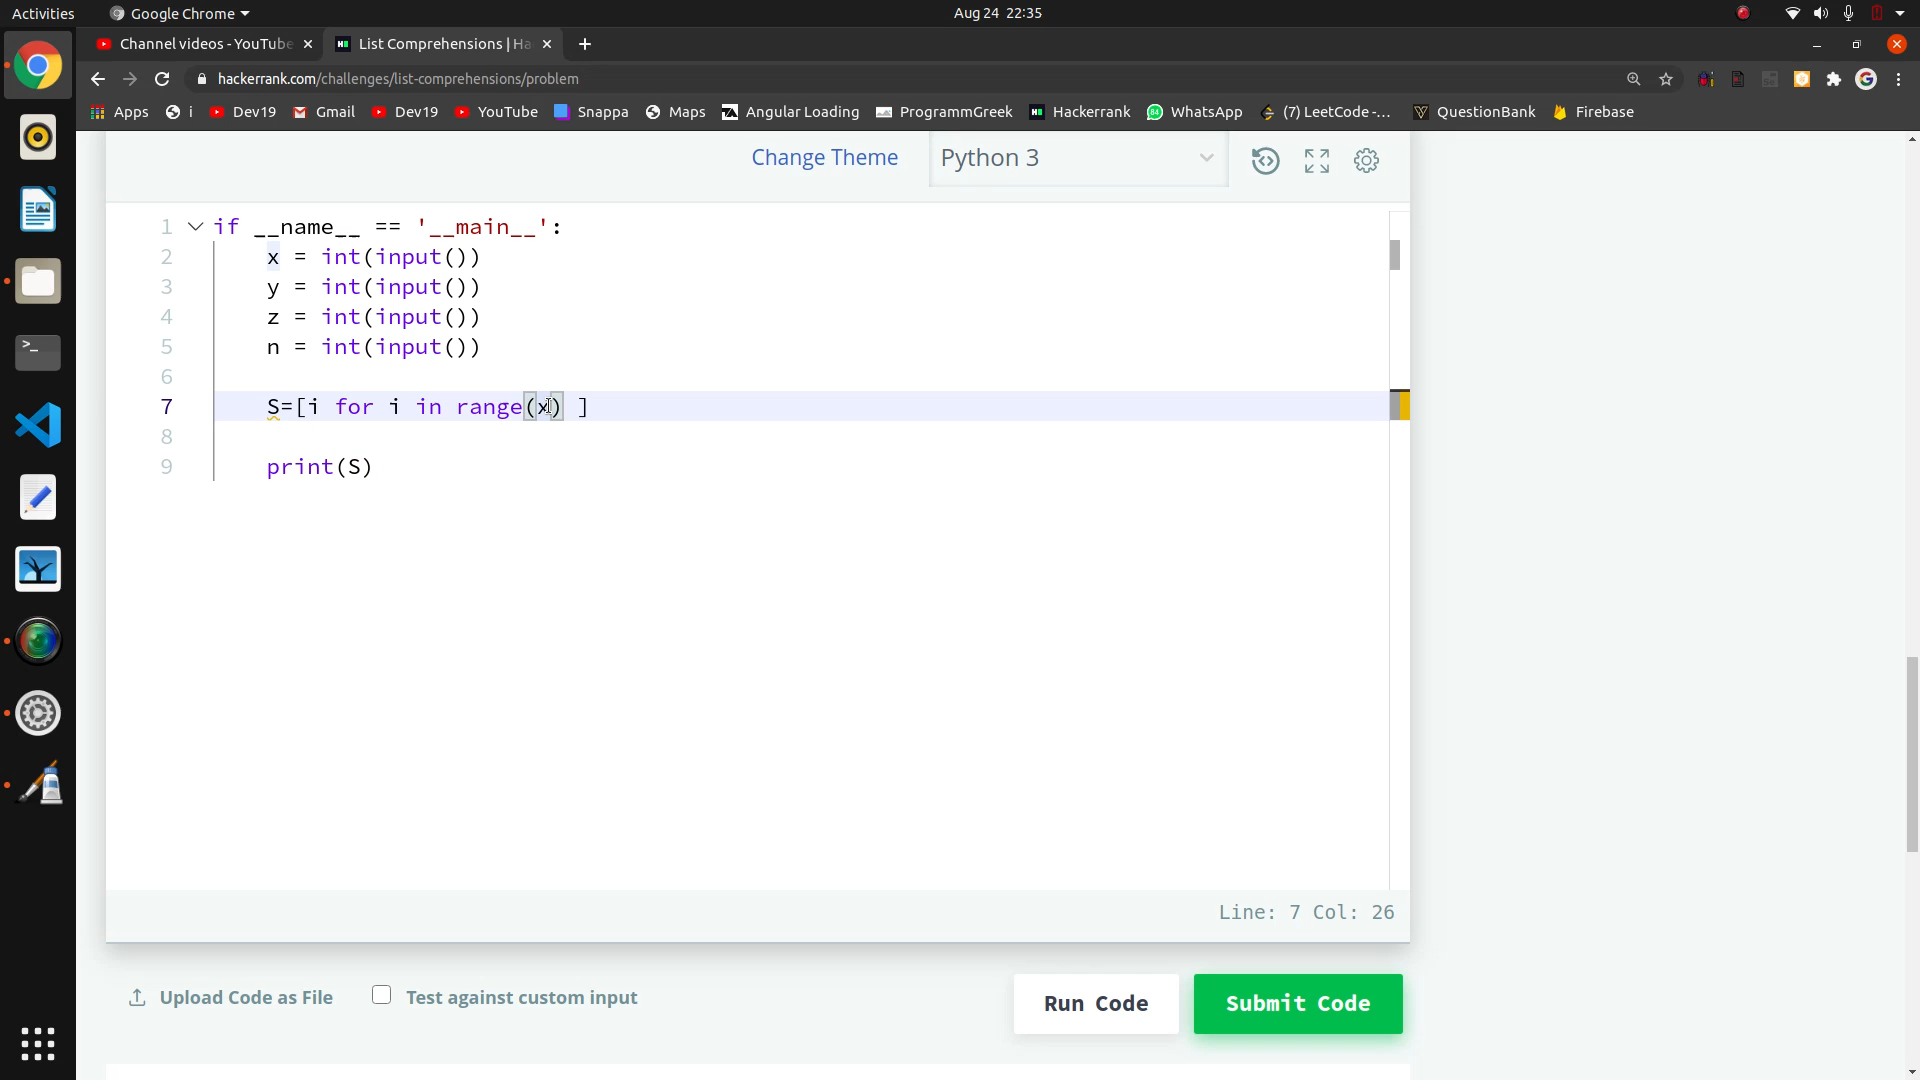 Activities
Google Chrome
Aug 24 22:35
Channel videos - YouTube
List Comprehensions | Ha
hackerrank.com/challenges/list-comprehensions/problem
Apps
i
Dev19
Gmail
Dev19
YouTube
Snappa
Maps
Angular Loading
ProgrammGreek
Hackerrank
WhatsApp
(7) LeetCode -...
QuestionBank
Firebase
Change Theme
Python 3
1 if __name__ == '__main__':
2 x = int(input())
3 y = int(input())
4 z = int(input())
5 n = int(input())
6
7 S=[i for i in range(x) ]
8
9 print(S)
Line: 7 Col: 26
Upload Code as File
Test against custom input
Run Code
Submit Code